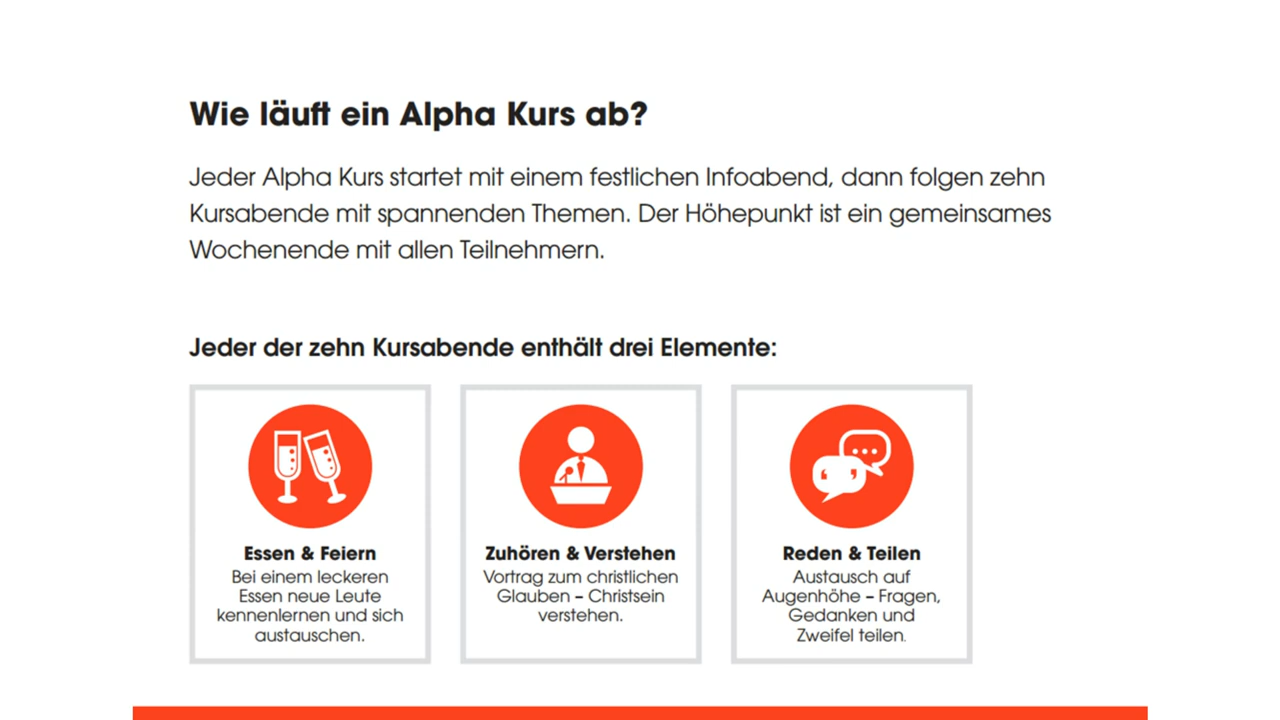 Wie läuft ein Alpha Kurs ab?
Jeder Alpha Kurs startet mit einem festlichen Infoabend, dann folgen zehn
Kursabende mit spannenden Themen. Der Höhepunkt ist ein gemeinsames
Wochenende mit allen Teilnehmern.
Jeder der zehn Kursabende enthält drei Elemente:
Essen & Feiern
Bei einem leckeren
Essen neue Leute
kennenlernen und sich
austauschen.
Zuhören & Verstehen
Vortrag zum christlichen
Glauben – Christsein
verstehen.
Reden & Teilen
Austausch auf
Augenhöhe – Fragen,
Gedanken und
Zweifel teilen.